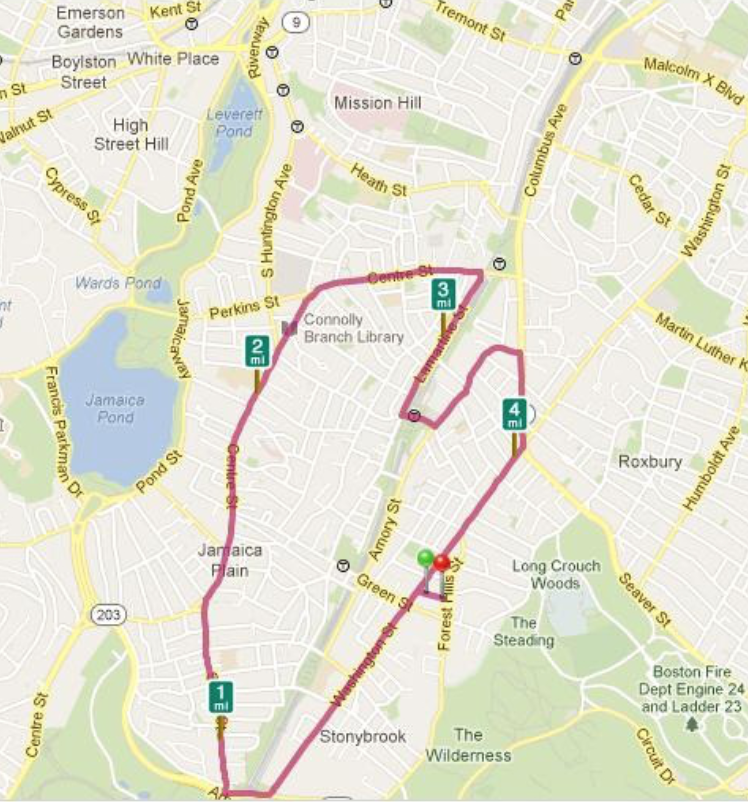 Emerson
Gardens
Kent St
9
Tremont St
Boylston
Street
White Place
Riverway
Malcolm X Blvd
n St
Walnut St
High
Street Hill
Leverett
Pond
Mission Hill
Columbus Ave
Cypress St
Pond Ave
S Huntington Ave
Heath St
Cedar St
Washington St
Wards Pond
Centre St
Perkins St
3
mi
Connolly
Branch Library
Jamaicaway
2
mi
Lamartine St
Martin Luther K
Francis Parkman Dr
Jamaica
Pond
4
mi
Pond St
Centre St
Roxbury
Humboldt Ave
Amory St
Jamaica
Plain
Green St
Forest Hills St
Long Crouch
Woods
Seaver St
203
The
Steading
Washington St
1
mi
Boston Fire
Dept Engine 24
and Ladder 23
Centre St
Stonybrook
The
Wilderness
Circuit Dr